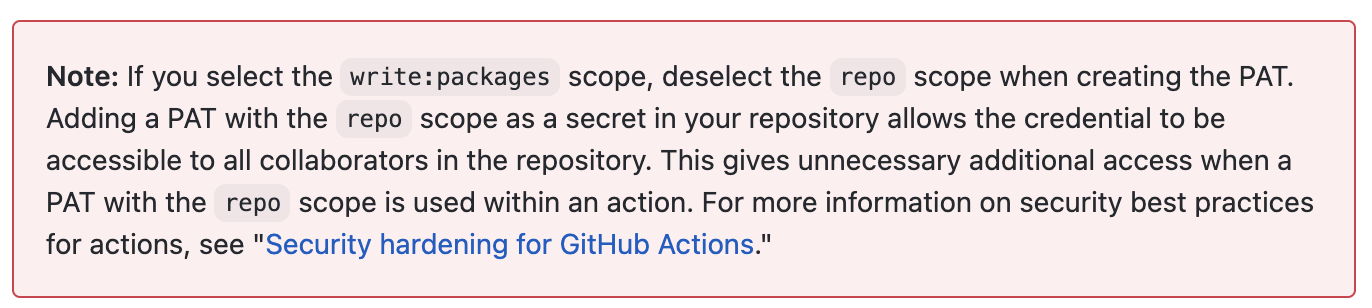 Note: If you select the write:packages scope, deselect the repo scope when creating the PAT.
Adding a PAT with the repo scope as a secret in your repository allows the credential to be
accessible to all collaborators in the repository. This gives unnecessary additional access when a
PAT with the repo scope is used within an action. For more information on security best practices
for actions, see "Security hardening for GitHub Actions."